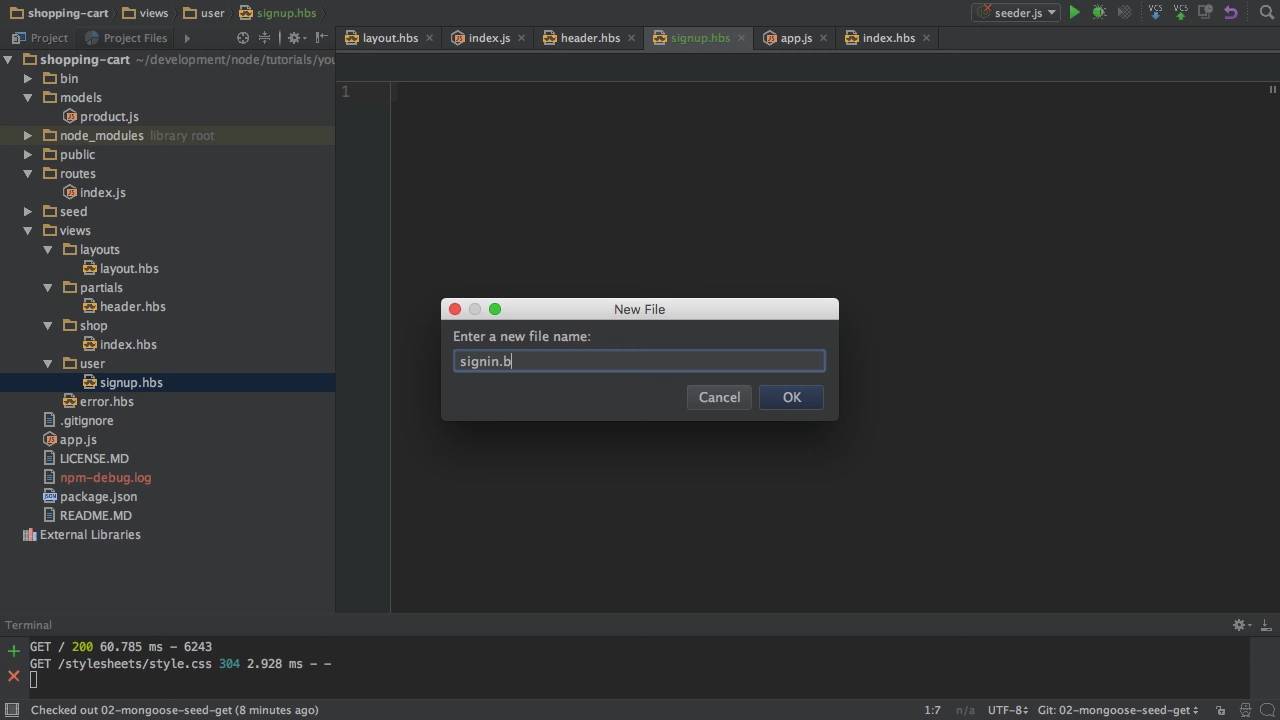 shopping-cart views user signup.hbs seeder.js VCS VCS
Project Project Files layout.hbs index.js header.hbs signup.hbs app.js index.hbs
shopping-cart ~/development/node/tutorials/you
bin
models
product.js
node_modules library root
public
routes
index.js
seed
views
layouts
layout.hbs
partials
header.hbs
shop
index.hbs
user
signup.hbs
error.hbs
.gitignore
app.js
LICENSE.MD
npm-debug.log
package.json
README.MD
External Libraries
1
New File
Enter a new file name:
signin.b
Cancel OK
Terminal
GET / 200 60.785 ms - 6243
GET /stylesheets/style.css 304 2.928 ms - -
Checked out 02-mongoose-seed-get (8 minutes ago) 1:7 n/a UTF-8 Git: 02-mongoose-seed-get